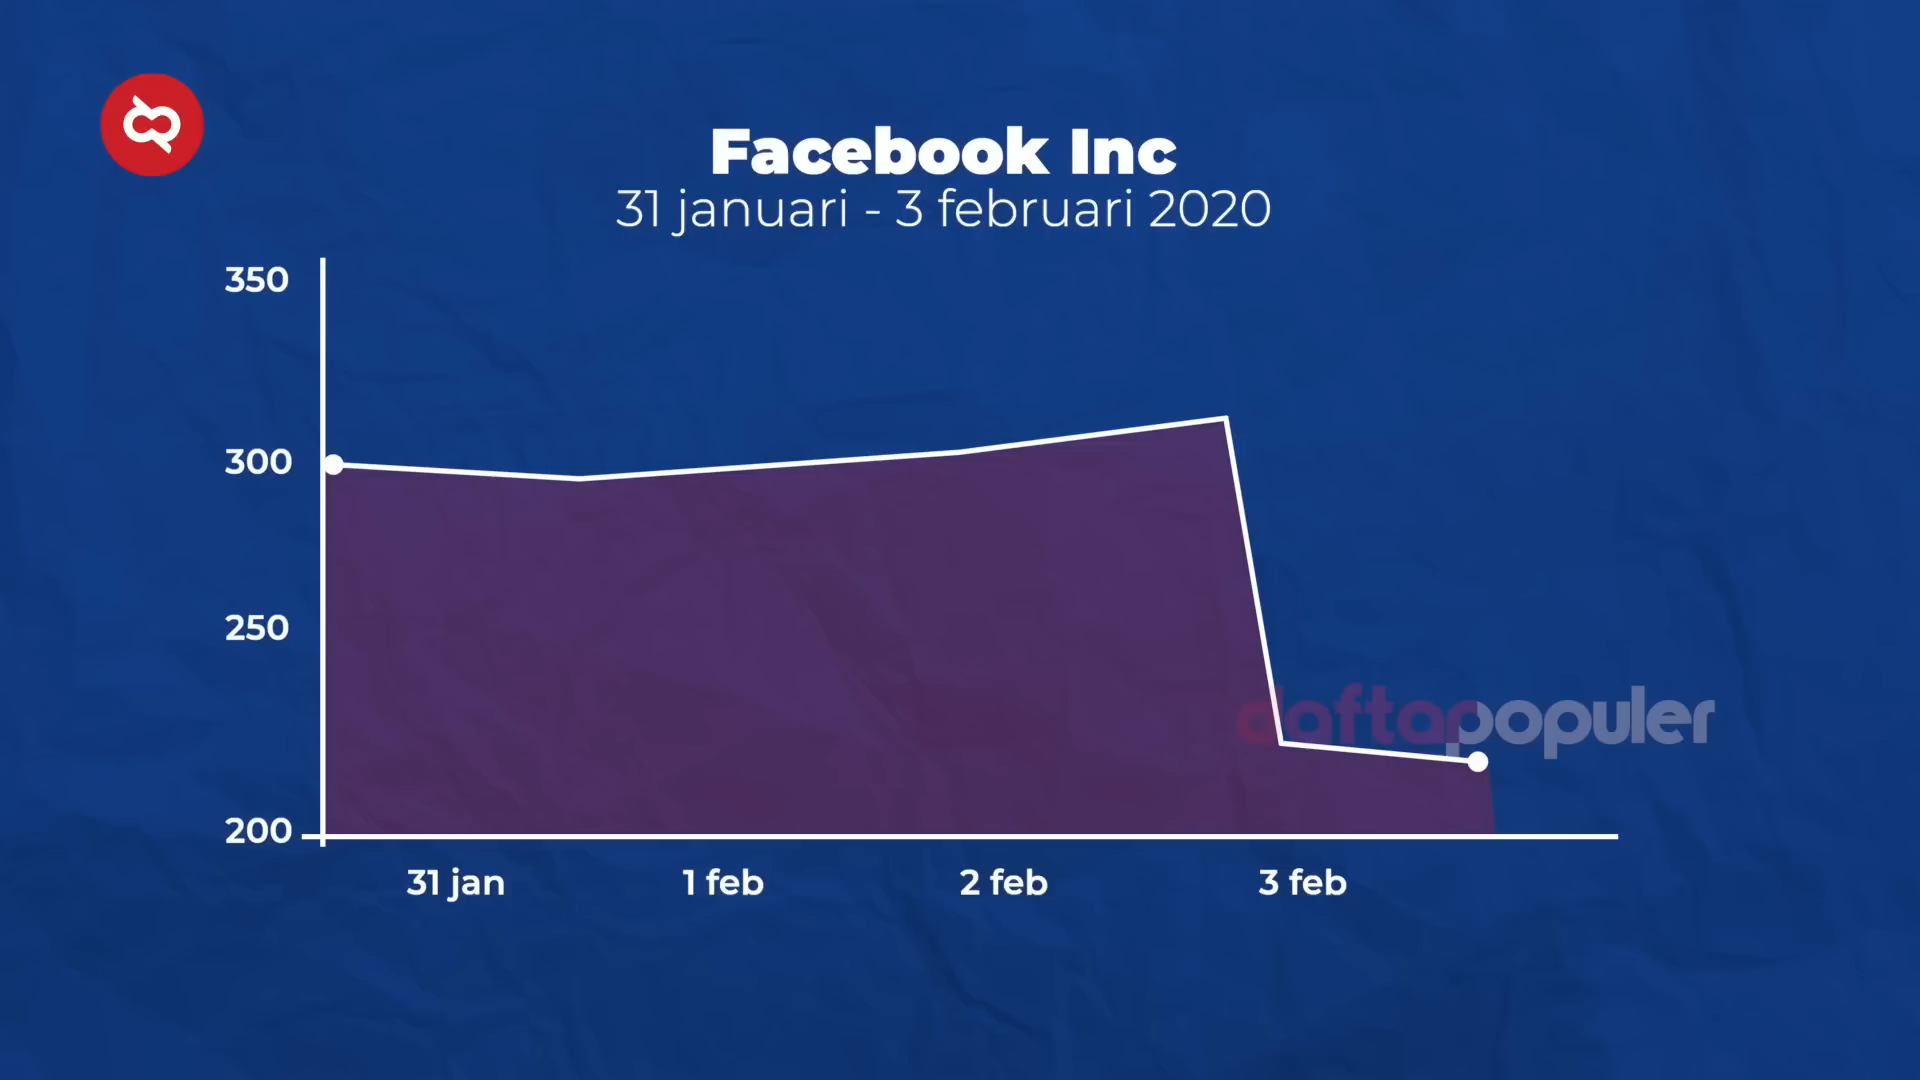 Facebook Inc
31 januari - 3 februari 2020
350
300
250
200
31 jan
1 feb
2 feb
3 feb
daftarpopuler